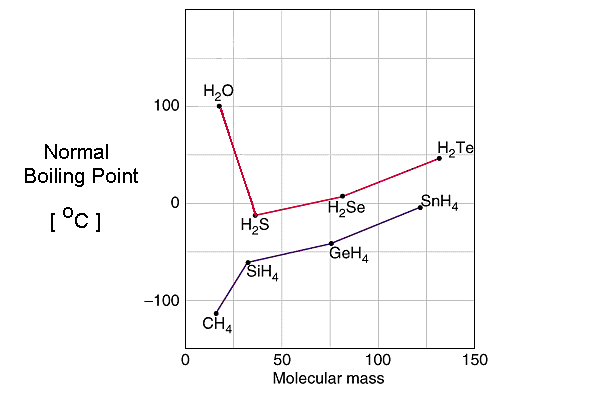 H₂O
100
H₂Te
Normal
Boiling Point
[ °C ]
0
H₂S
H₂Se
SnH₄
SiH₄
GeH₄
−100
CH₄
0
50
100
150
Molecular mass